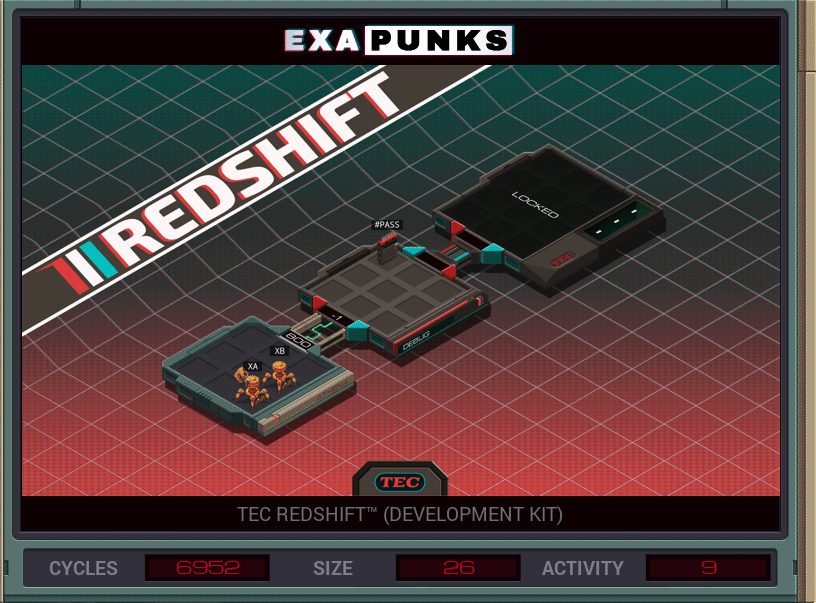 EXAPUNKS
REDSHIFT
LOCKED
#PASS
TEC
-1
800
DEBUG
XB
XA
TEC
TEC REDSHIFT™ (DEVELOPMENT KIT)
CYCLES 6952 SIZE 26 ACTIVITY 9